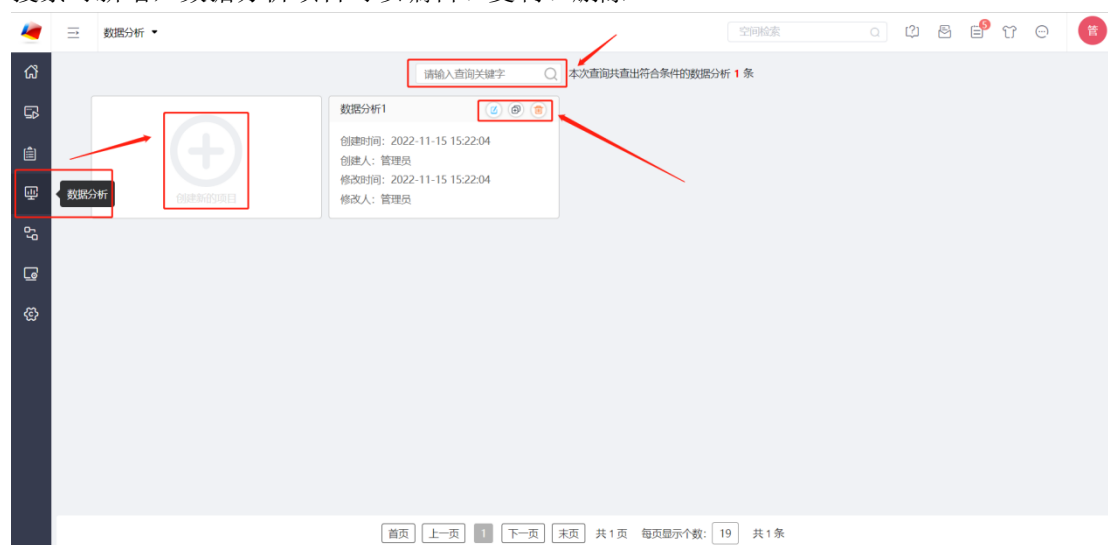 数据分析
空间检索
5
管
请输入查询关键字
本次查询共查出符合条件的数据分析 1 条
数据分析1
创建时间：2022-11-15 15:22:04
创建人：管理员
修改时间：2022-11-15 15:22:04
修改人：管理员
创建新的项目
数据分析
首页 上一页 1 下一页 末页 共1页 每页显示个数： 19 共1条